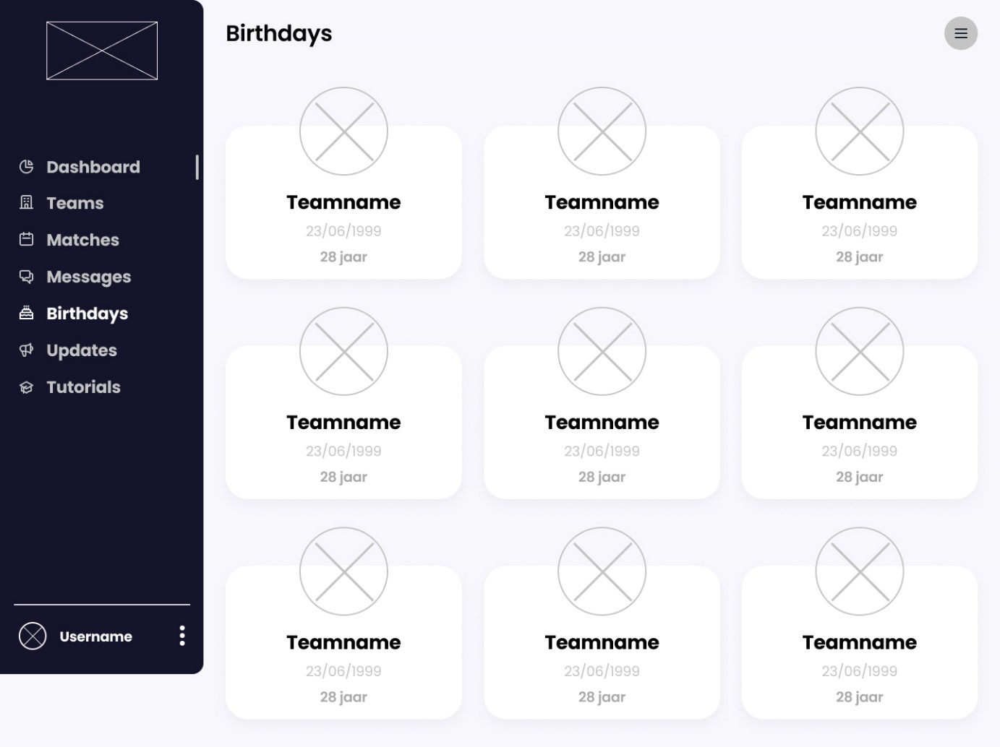 Birthdays
Dashboard
Teams
Matches
Messages
Birthdays
Updates
Tutorials
Username
Teamname
23/06/1999
28 jaar
Teamname
23/06/1999
28 jaar
Teamname
23/06/1999
28 jaar
Teamname
23/06/1999
28 jaar
Teamname
23/06/1999
28 jaar
Teamname
23/06/1999
28 jaar
Teamname
23/06/1999
28 jaar
Teamname
23/06/1999
28 jaar
Teamname
23/06/1999
28 jaar